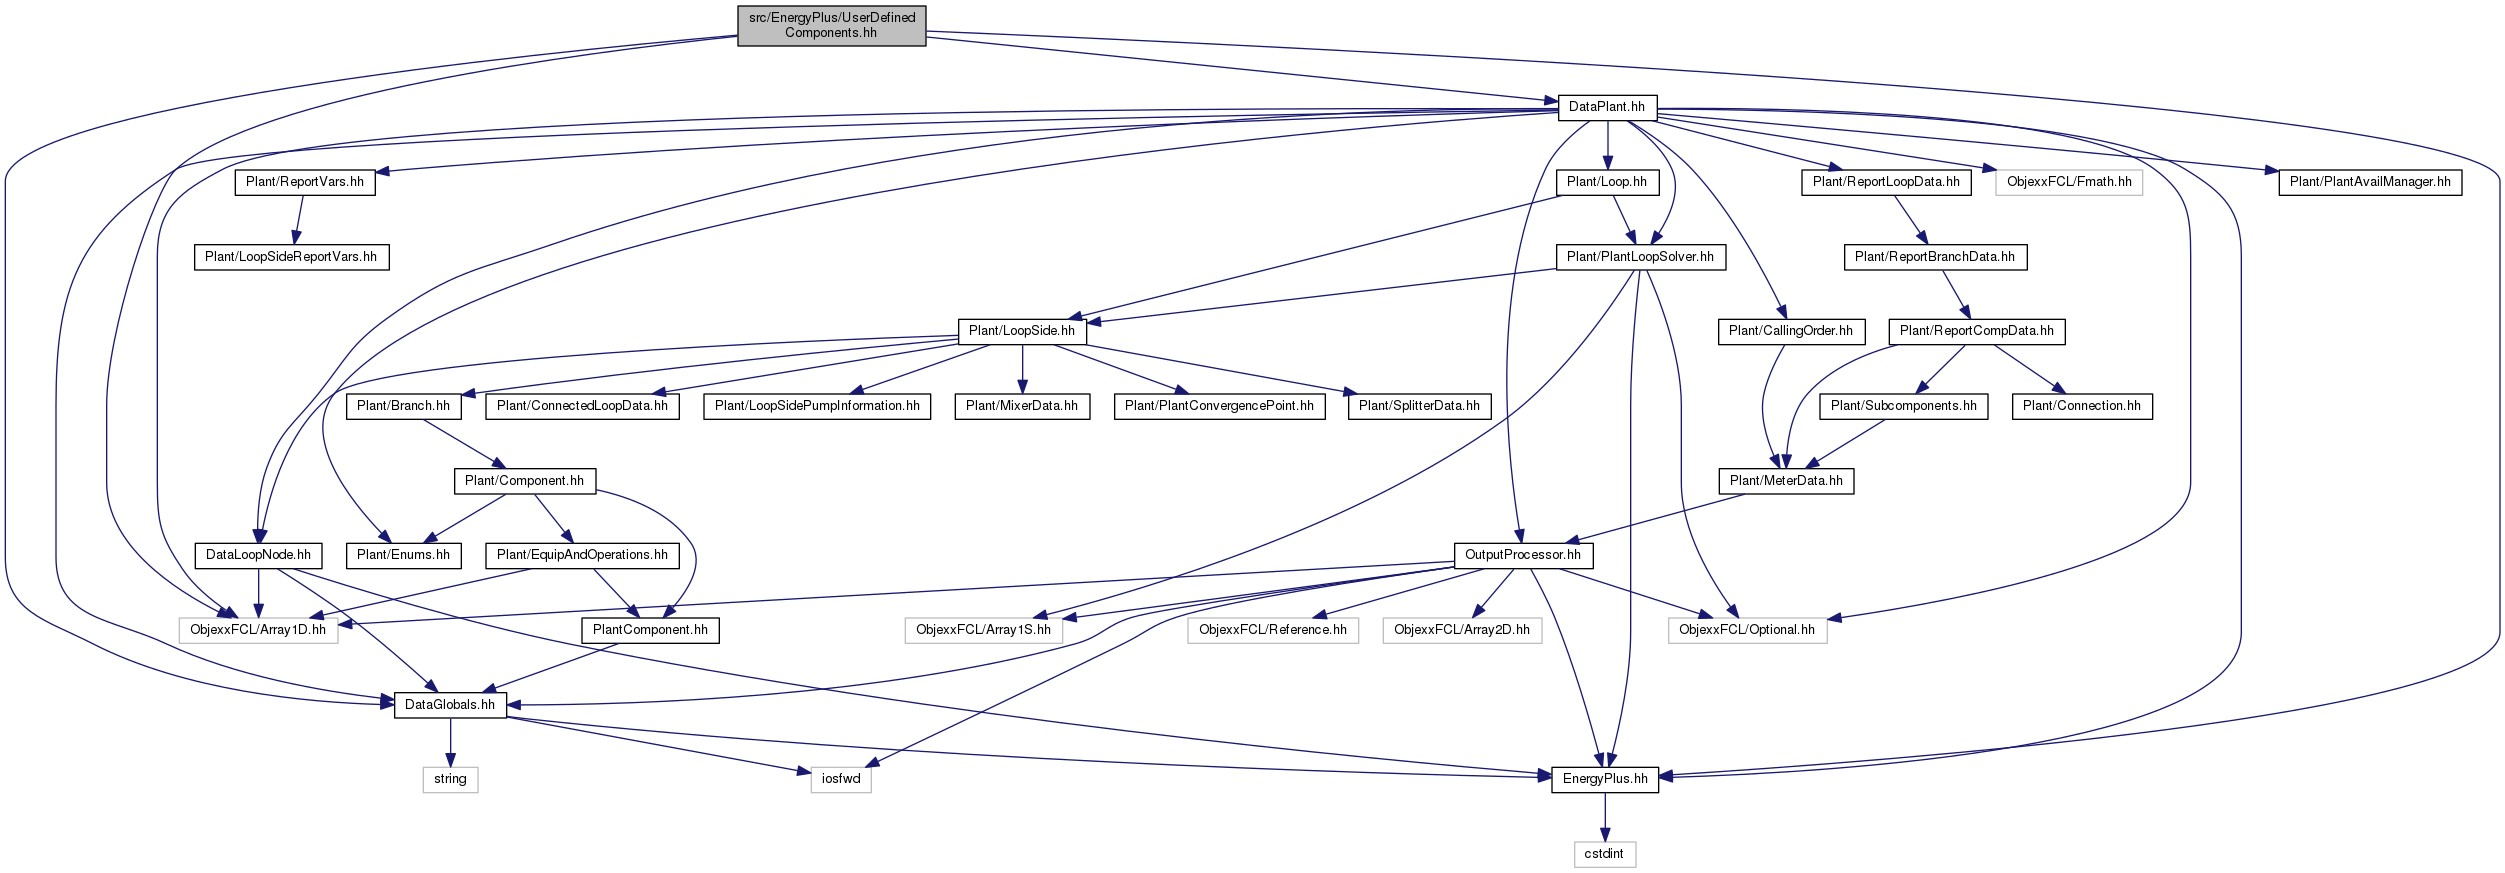 src/EnergyPlus/UserDefined
Components.hh
DataPlant.hh
Plant/ReportVars.hh
Plant/Loop.hh
Plant/ReportLoopData.hh
ObjexxFCL/Fmath.hh
Plant/PlantAvailManager.hh
Plant/LoopSideReportVars.hh
Plant/PlantLoopSolver.hh
Plant/ReportBranchData.hh
Plant/LoopSide.hh
Plant/CallingOrder.hh
Plant/ReportCompData.hh
Plant/Branch.hh
Plant/ConnectedLoopData.hh
Plant/LoopSidePumpInformation.hh
Plant/MixerData.hh
Plant/PlantConvergencePoint.hh
Plant/SplitterData.hh
Plant/Subcomponents.hh
Plant/Connection.hh
Plant/Component.hh
Plant/MeterData.hh
DataLoopNode.hh
Plant/Enums.hh
Plant/EquipAndOperations.hh
OutputProcessor.hh
ObjexxFCL/Array1D.hh
PlantComponent.hh
ObjexxFCL/Array1S.hh
ObjexxFCL/Reference.hh
ObjexxFCL/Array2D.hh
ObjexxFCL/Optional.hh
DataGlobals.hh
string
iosfwd
EnergyPlus.hh
cstdint